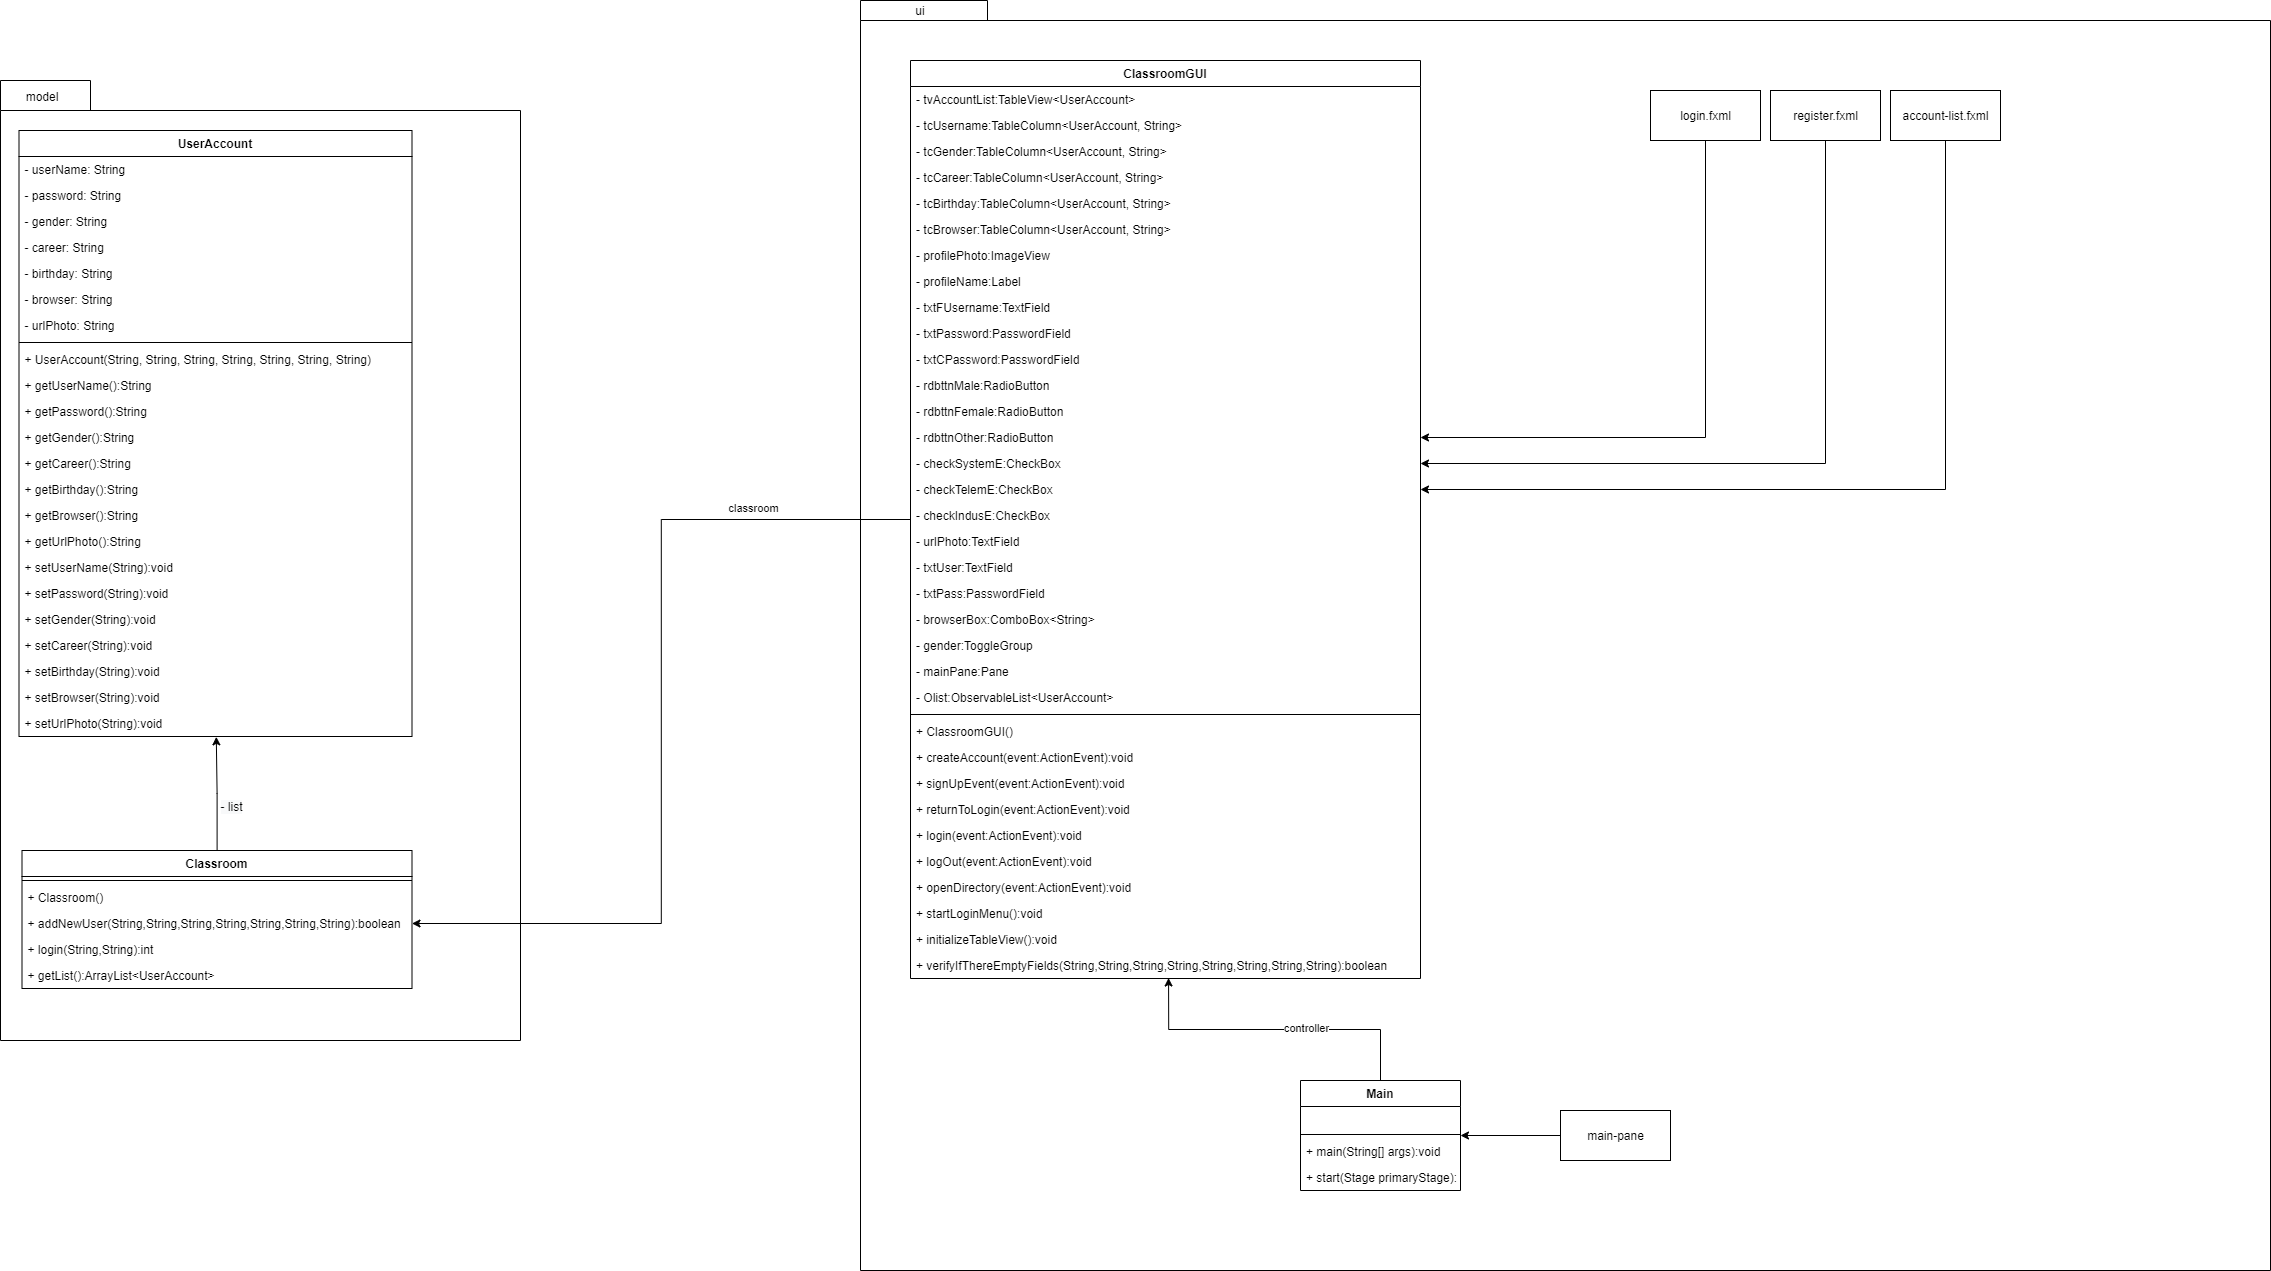 model
UserAccount
- userName: String
- password: String
- gender: String
- career: String
- birthday: String
- browser: String
- urlPhoto: String
+ UserAccount(String, String, String, String, String, String, String)
+ getUserName():String
+ getPassword():String
+ getGender():String
+ getCareer():String
+ getBirthday():String
+ getBrowser():String
+ getUrlPhoto():String
+ setUserName(String):void
+ setPassword(String):void
+ setGender(String):void
+ setCareer(String):void
+ setBirthday(String):void
+ setBrowser(String):void
+ setUrlPhoto(String):void
- list
Classroom
+ Classroom()
+ addNewUser(String,String,String,String,String,String,String):boolean
+ login(String,String):int
+ getList():ArrayList<UserAccount>
classroom
ui
ClassroomGUI
- tvAccountList:TableView<UserAccount>
- tcUsername:TableColumn<UserAccount, String>
- tcGender:TableColumn<UserAccount, String>
- tcCareer:TableColumn<UserAccount, String>
- tcBirthday:TableColumn<UserAccount, String>
- tcBrowser:TableColumn<UserAccount, String>
- profilePhoto:ImageView
- profileName:Label
- txtFUsername:TextField
- txtPassword:PasswordField
- txtCPassword:PasswordField
- rdbttnMale:RadioButton
- rdbttnFemale:RadioButton
- rdbttnOther:RadioButton
- checkSystemE:CheckBox
- checkTelemE:CheckBox
- checkIndusE:CheckBox
- urlPhoto:TextField
- txtUser:TextField
- txtPass:PasswordField
- browserBox:ComboBox<String>
- gender:ToggleGroup
- mainPane:Pane
- Olist:ObservableList<UserAccount>
+ ClassroomGUI()
+ createAccount(event:ActionEvent):void
+ signUpEvent(event:ActionEvent):void
+ returnToLogin(event:ActionEvent):void
+ login(event:ActionEvent):void
+ logOut(event:ActionEvent):void
+ openDirectory(event:ActionEvent):void
+ startLoginMenu():void
+ initializeTableView():void
+ verifyIfThereEmptyFields(String,String,String,String,String,String,String,String):boolean
login.fxml
register.fxml
account-list.fxml
controller
Main
+ main(String[] args):void
+ start(Stage primaryStage):
main-pane